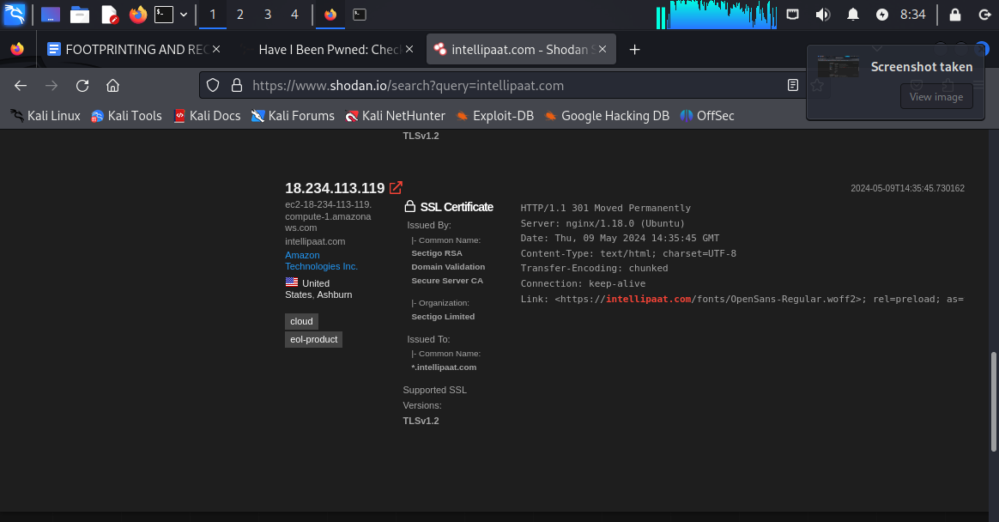 1 2 3 4 8:34
FOOTPRINTING AND REC
Have I Been Pwned: Chec
intellipaat.com - Shodan S
Screenshot taken
View image
https://www.shodan.io/search?query=intellipaat.com
Kali Linux Kali Tools Kali Docs Kali Forums Kali NetHunter Exploit-DB Google Hacking DB OffSec
TLSv1.2
18.234.113.119
2024-05-09T14:35:45.730162
ec2-18-234-113-119.
compute-1.amazona
ws.com
intellipaat.com
Amazon
Technologies Inc.
United
States, Ashburn
cloud
eol-product
SSL Certificate
Issued By:
|- Common Name:
Sectigo RSA
Domain Validation
Secure Server CA
|- Organization:
Sectigo Limited
Issued To:
|- Common Name:
*.intellipaat.com
Supported SSL
Versions:
TLSv1.2
HTTP/1.1 301 Moved Permanently
Server: nginx/1.18.0 (Ubuntu)
Date: Thu, 09 May 2024 14:35:45 GMT
Content-Type: text/html; charset=UTF-8
Transfer-Encoding: chunked
Connection: keep-alive
Link: <https://intellipaat.com/fonts/OpenSans-Regular.woff2>; rel=preload; as=